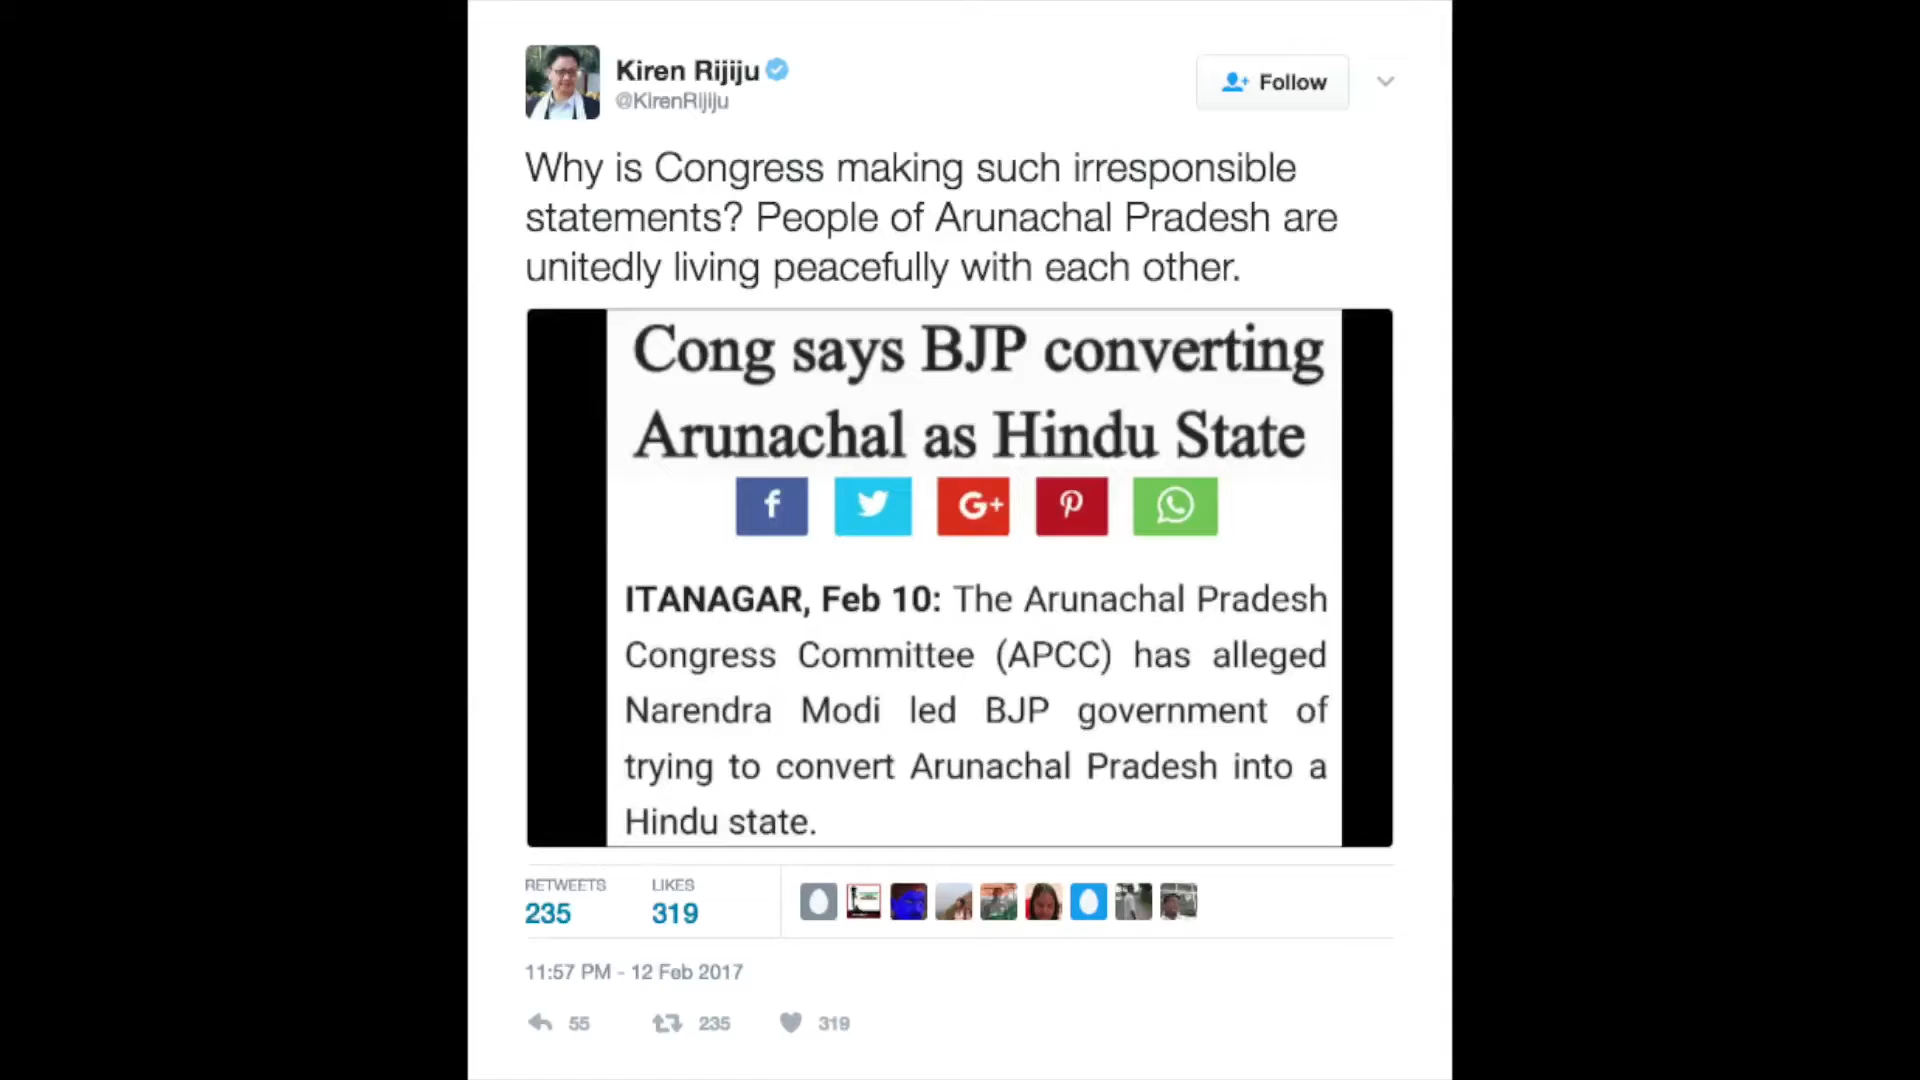 Kiren Rijiju
@KirenRijiju
Follow
Why is Congress making such irresponsible
statements? People of Arunachal Pradesh are
unitedly living peacefully with each other.
Cong says BJP converting
Arunachal as Hindu State
f
G+
ITANAGAR, Feb 10: The Arunachal Pradesh
Congress Committee (APCC) has alleged
Narendra Modi led BJP government of
trying to convert Arunachal Pradesh into a
Hindu state.
RETWEETS LIKES
235 319
11:57 PM - 12 Feb 2017
55 235 319